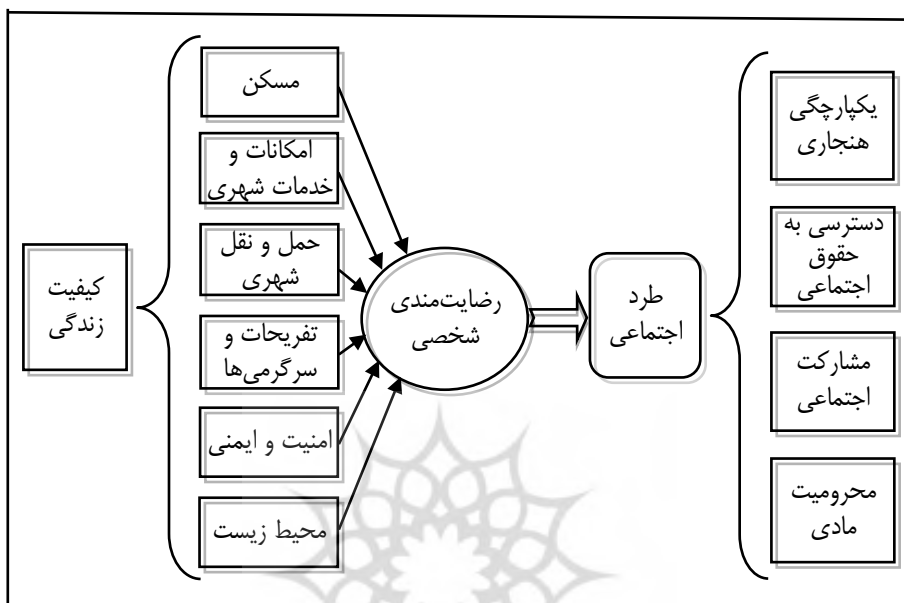 کیفیت
زندگی
مسکن
امکانات و
خدمات شهری
حمل و نقل
شهری
تفریحات و
سرگرمی‌ها
امنیت و ایمنی
محیط زیست
رضایت‌مندی
شخصی
طرد
اجتماعی
یکپارچگی
هنجاری
دسترسی به
حقوق
اجتماعی
مشارکت
اجتماعی
محرومیت
مادی